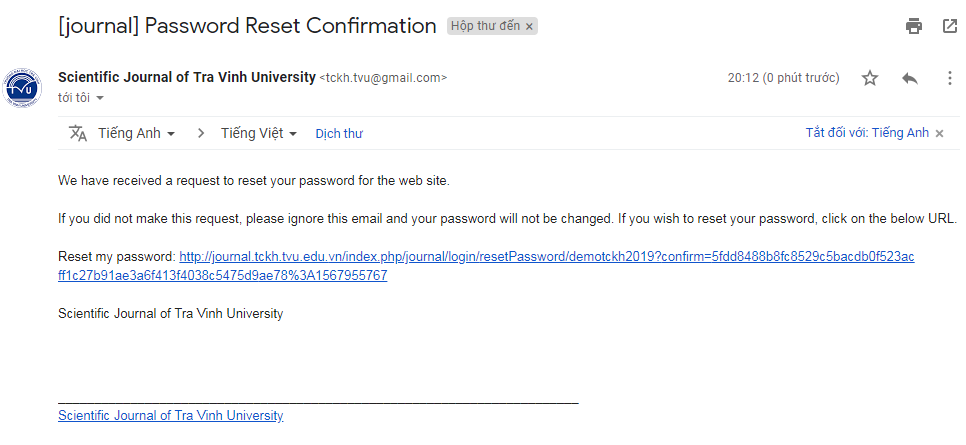 [journal] Password Reset Confirmation Hộp thư đến ×
Scientific Journal of Tra Vinh University <tckh.tvu@gmail.com> 20:12 (0 phút trước)
tới tôi
Tiếng Anh > Tiếng Việt Dịch thư Tắt đối với: Tiếng Anh ×
We have received a request to reset your password for the web site.
If you did not make this request, please ignore this email and your password will not be changed. If you wish to reset your password, click on the below URL.
Reset my password: http://journal.tckh.tvu.edu.vn/index.php/journal/login/resetPassword/demotckh2019?confirm=5fdd8488b8fc8529c5bacdb0f523ac
ff1c27b91ae3a6f413f4038c5475d9ae78%3A1567955767
Scientific Journal of Tra Vinh University
Scientific Journal of Tra Vinh University